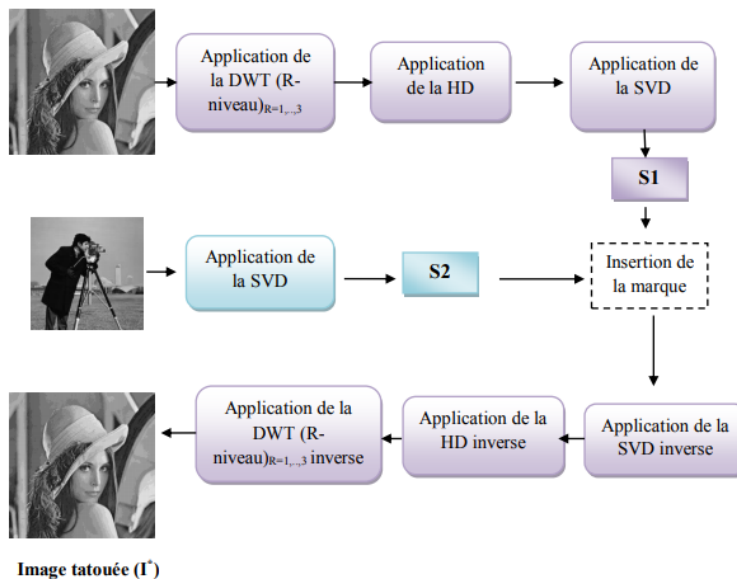 Application de
la DWT (R-
niveau)R=1,..,3
Application
de la HD
Application de
la SVD
S1
Application de
la SVD
S2
Insertion de
la marque
Application de la
DWT (R-
niveau)R=1,..,3 inverse
Application de la
HD inverse
Application de la
SVD inverse
Image tatouée (I*)